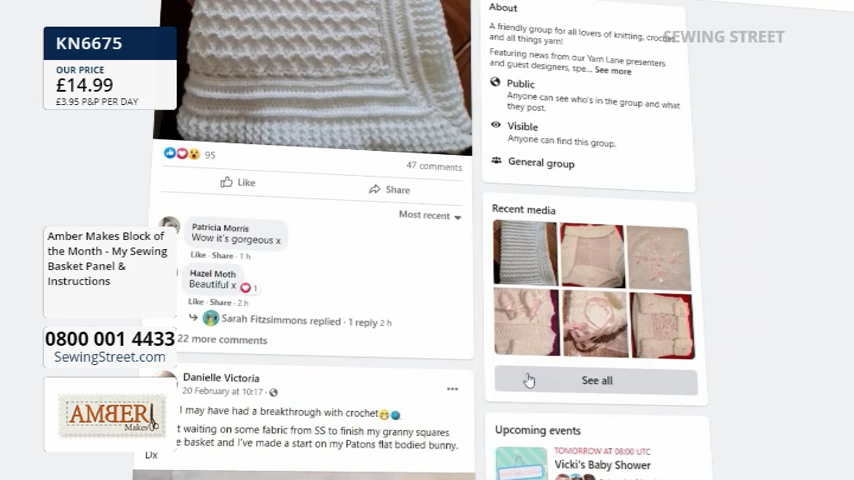 KN6675
OUR PRICE
£14.99
£3.95 P&P PER DAY
Amber Makes Block of
the Month - My Sewing
Basket Panel &
Instructions
0800 001 4433
SewingStreet.com
AMBER
Makes
SEWING STREET
95
47 comments
Like
Share
Most recent
Patricia Morris
Wow it's gorgeous x
Like · Share · 1 h
Hazel Moth
Beautiful x
1
Like · Share · 2 h
Sarah Fitzsimmons replied · 1 reply 2 h
22 more comments
Danielle Victoria
20 February at 10:17 ·
I may have had a breakthrough with crochet
t waiting on some fabric from SS to finish my granny squares
e basket and I've made a start on my Patons flat bodied bunny.
Dx
About
A friendly group for all lovers of knitting, crochet
and all things yarn!
Featuring news from our Yarn Lane presenters
and guest designers, spe... See more
Public
Anyone can see who's in the group and what
they post.
Visible
Anyone can find this group.
General group
Recent media
See all
Upcoming events
TOMORROW AT 08:00 UTC
Vicki's Baby Shower